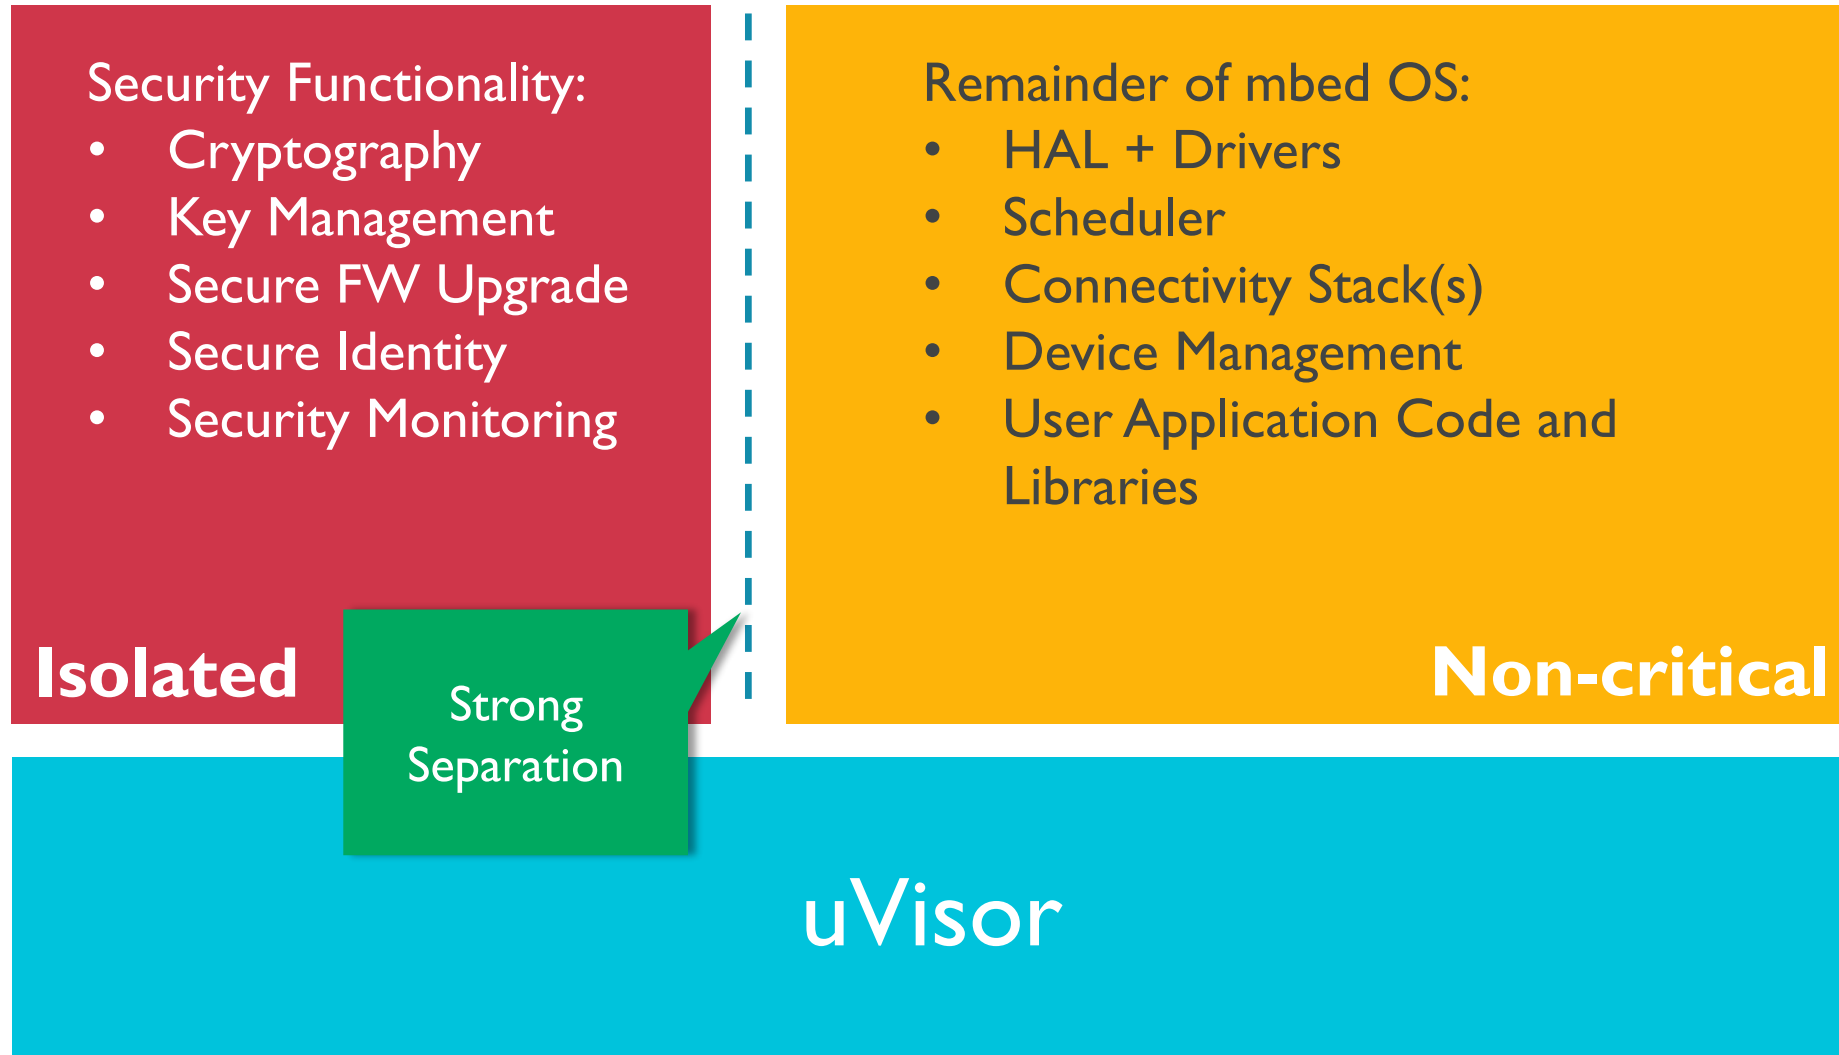 Security Functionality:
• Cryptography
• Key Management
• Secure FW Upgrade
• Secure Identity
• Security Monitoring
Isolated
Remainder of mbed OS:
• HAL + Drivers
• Scheduler
• Connectivity Stack(s)
• Device Management
• User Application Code and
Libraries
Non-critical
Strong
Separation
uVisor